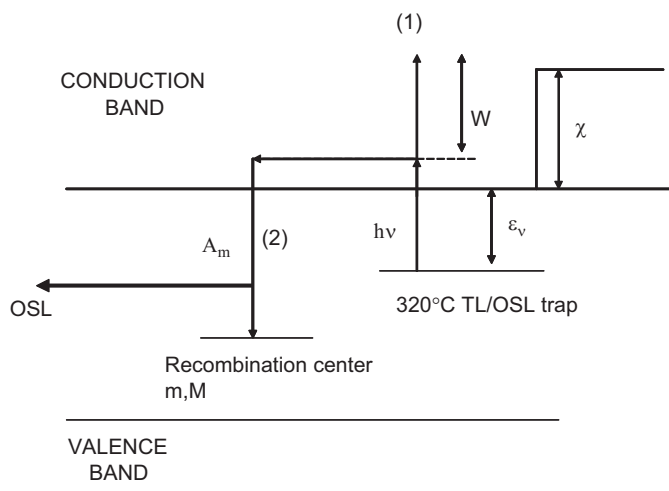 (1)
CONDUCTION
BAND
W
χ
A_m
(2)
hν
ε_ν
OSL
320°C TL/OSL trap
Recombination center
m,M
VALENCE
BAND